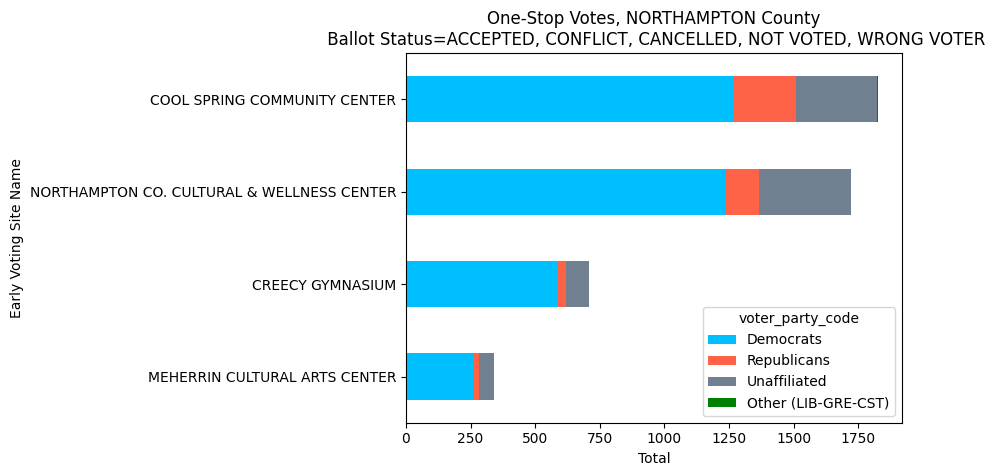 One-Stop Votes, NORTHAMPTON County
Ballot Status=ACCEPTED, CONFLICT, CANCELLED, NOT VOTED, WRONG VOTER
Early Voting Site Name
COOL SPRING COMMUNITY CENTER
NORTHAMPTON CO. CULTURAL & WELLNESS CENTER
CREECY GYMNASIUM
MEHERRIN CULTURAL ARTS CENTER
voter_party_code
Democrats
Republicans
Unaffiliated
Other (LIB-GRE-CST)
0 250 500 750 1000 1250 1500 1750
Total